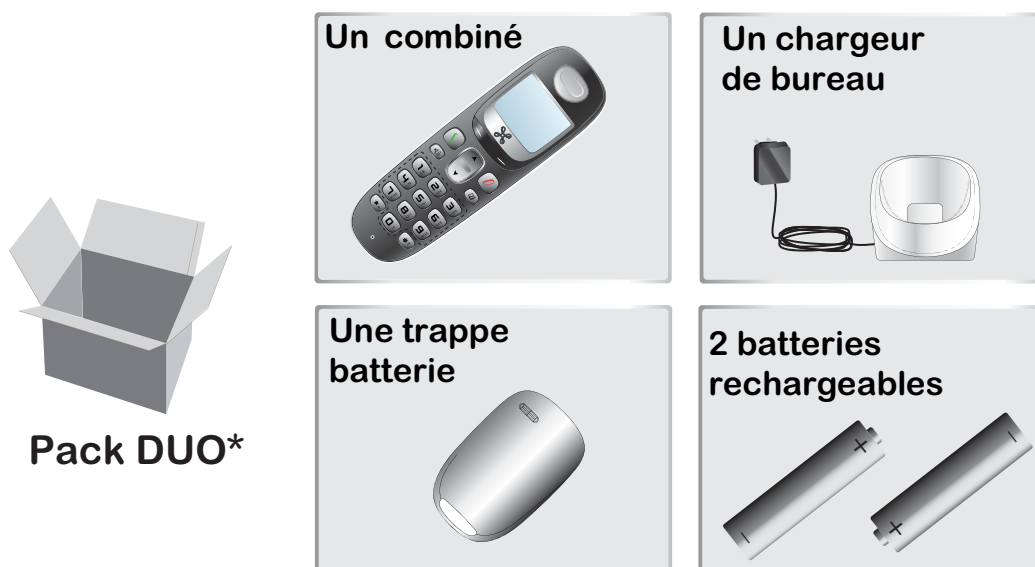 Un combiné
Un chargeur
de bureau
Une trappe
batterie
2 batteries
rechargeables
Pack DUO*